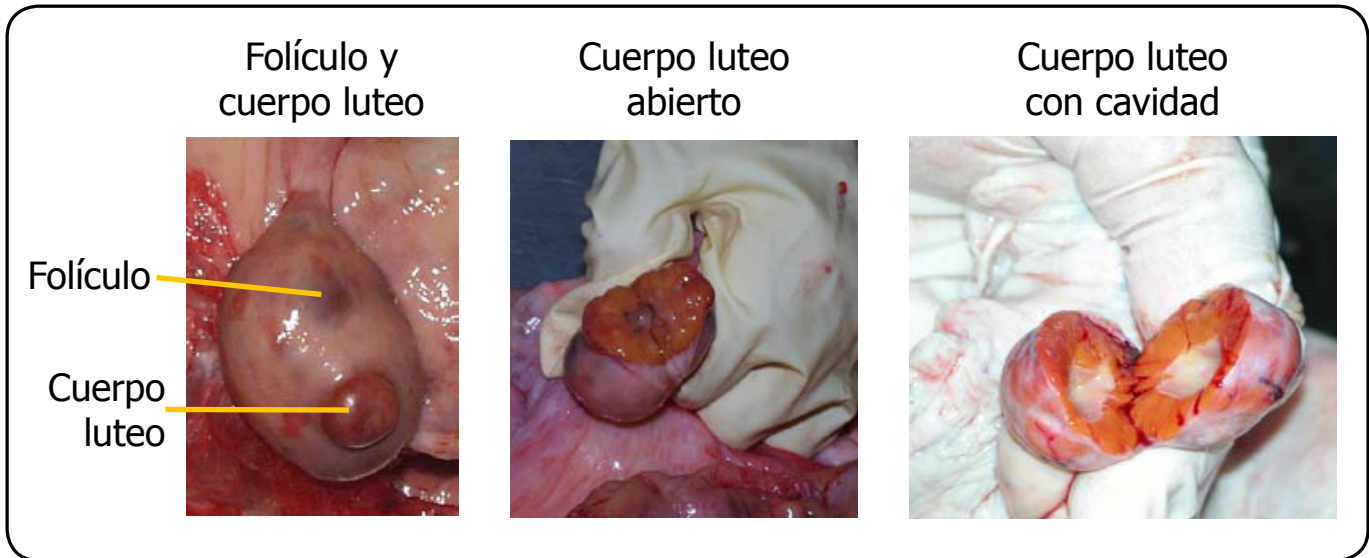 Folículo y
cuerpo luteo
Cuerpo luteo
abierto
Cuerpo luteo
con cavidad
Folículo
Cuerpo
luteo